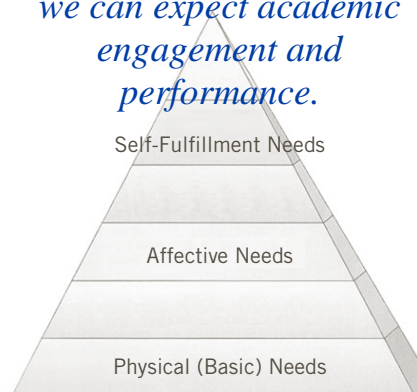 we can expect academic
engagement and
performance.
Self-Fulfillment Needs
Affective Needs
Physical (Basic) Needs